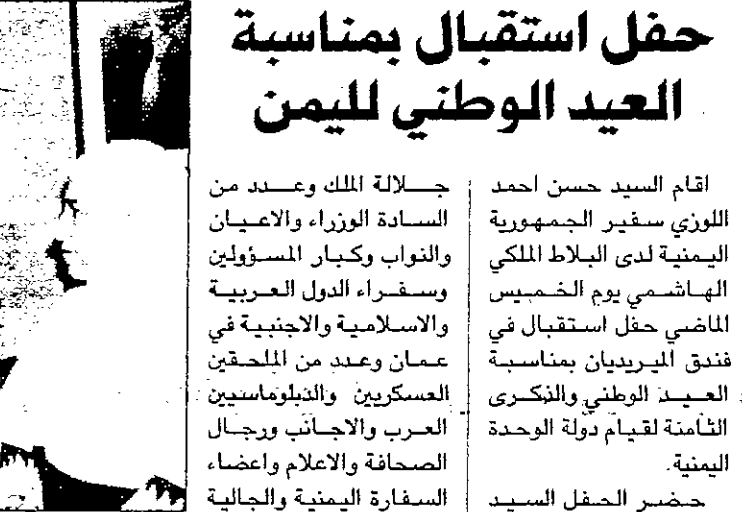 حفل استقبال بمناسبة
العيد الوطني لليمن
اقام السيد حسن احمد
اللوزي سفير الجمهورية
اليمنية لدى البلاط الملكي
الهاشمي يوم الخميس
الماضي حفل استقبال في
فندق الميريديان بمناسبة
العيد الوطني والذكرى
الثامنة لقيام دولة الوحدة
اليمنية.
حضر الحفل السيد
جلالة الملك وعدد من
السادة الوزراء والاعيان
والنواب وكبار المسؤولين
وسفراء الدول العربية
والاسلامية والاجنبية في
عمان وعدد من الملحقين
العسكريين والدبلوماسيين
العرب والاجانب ورجال
الصحافة والاعلام واعضاء
السفارة اليمنية والجالية